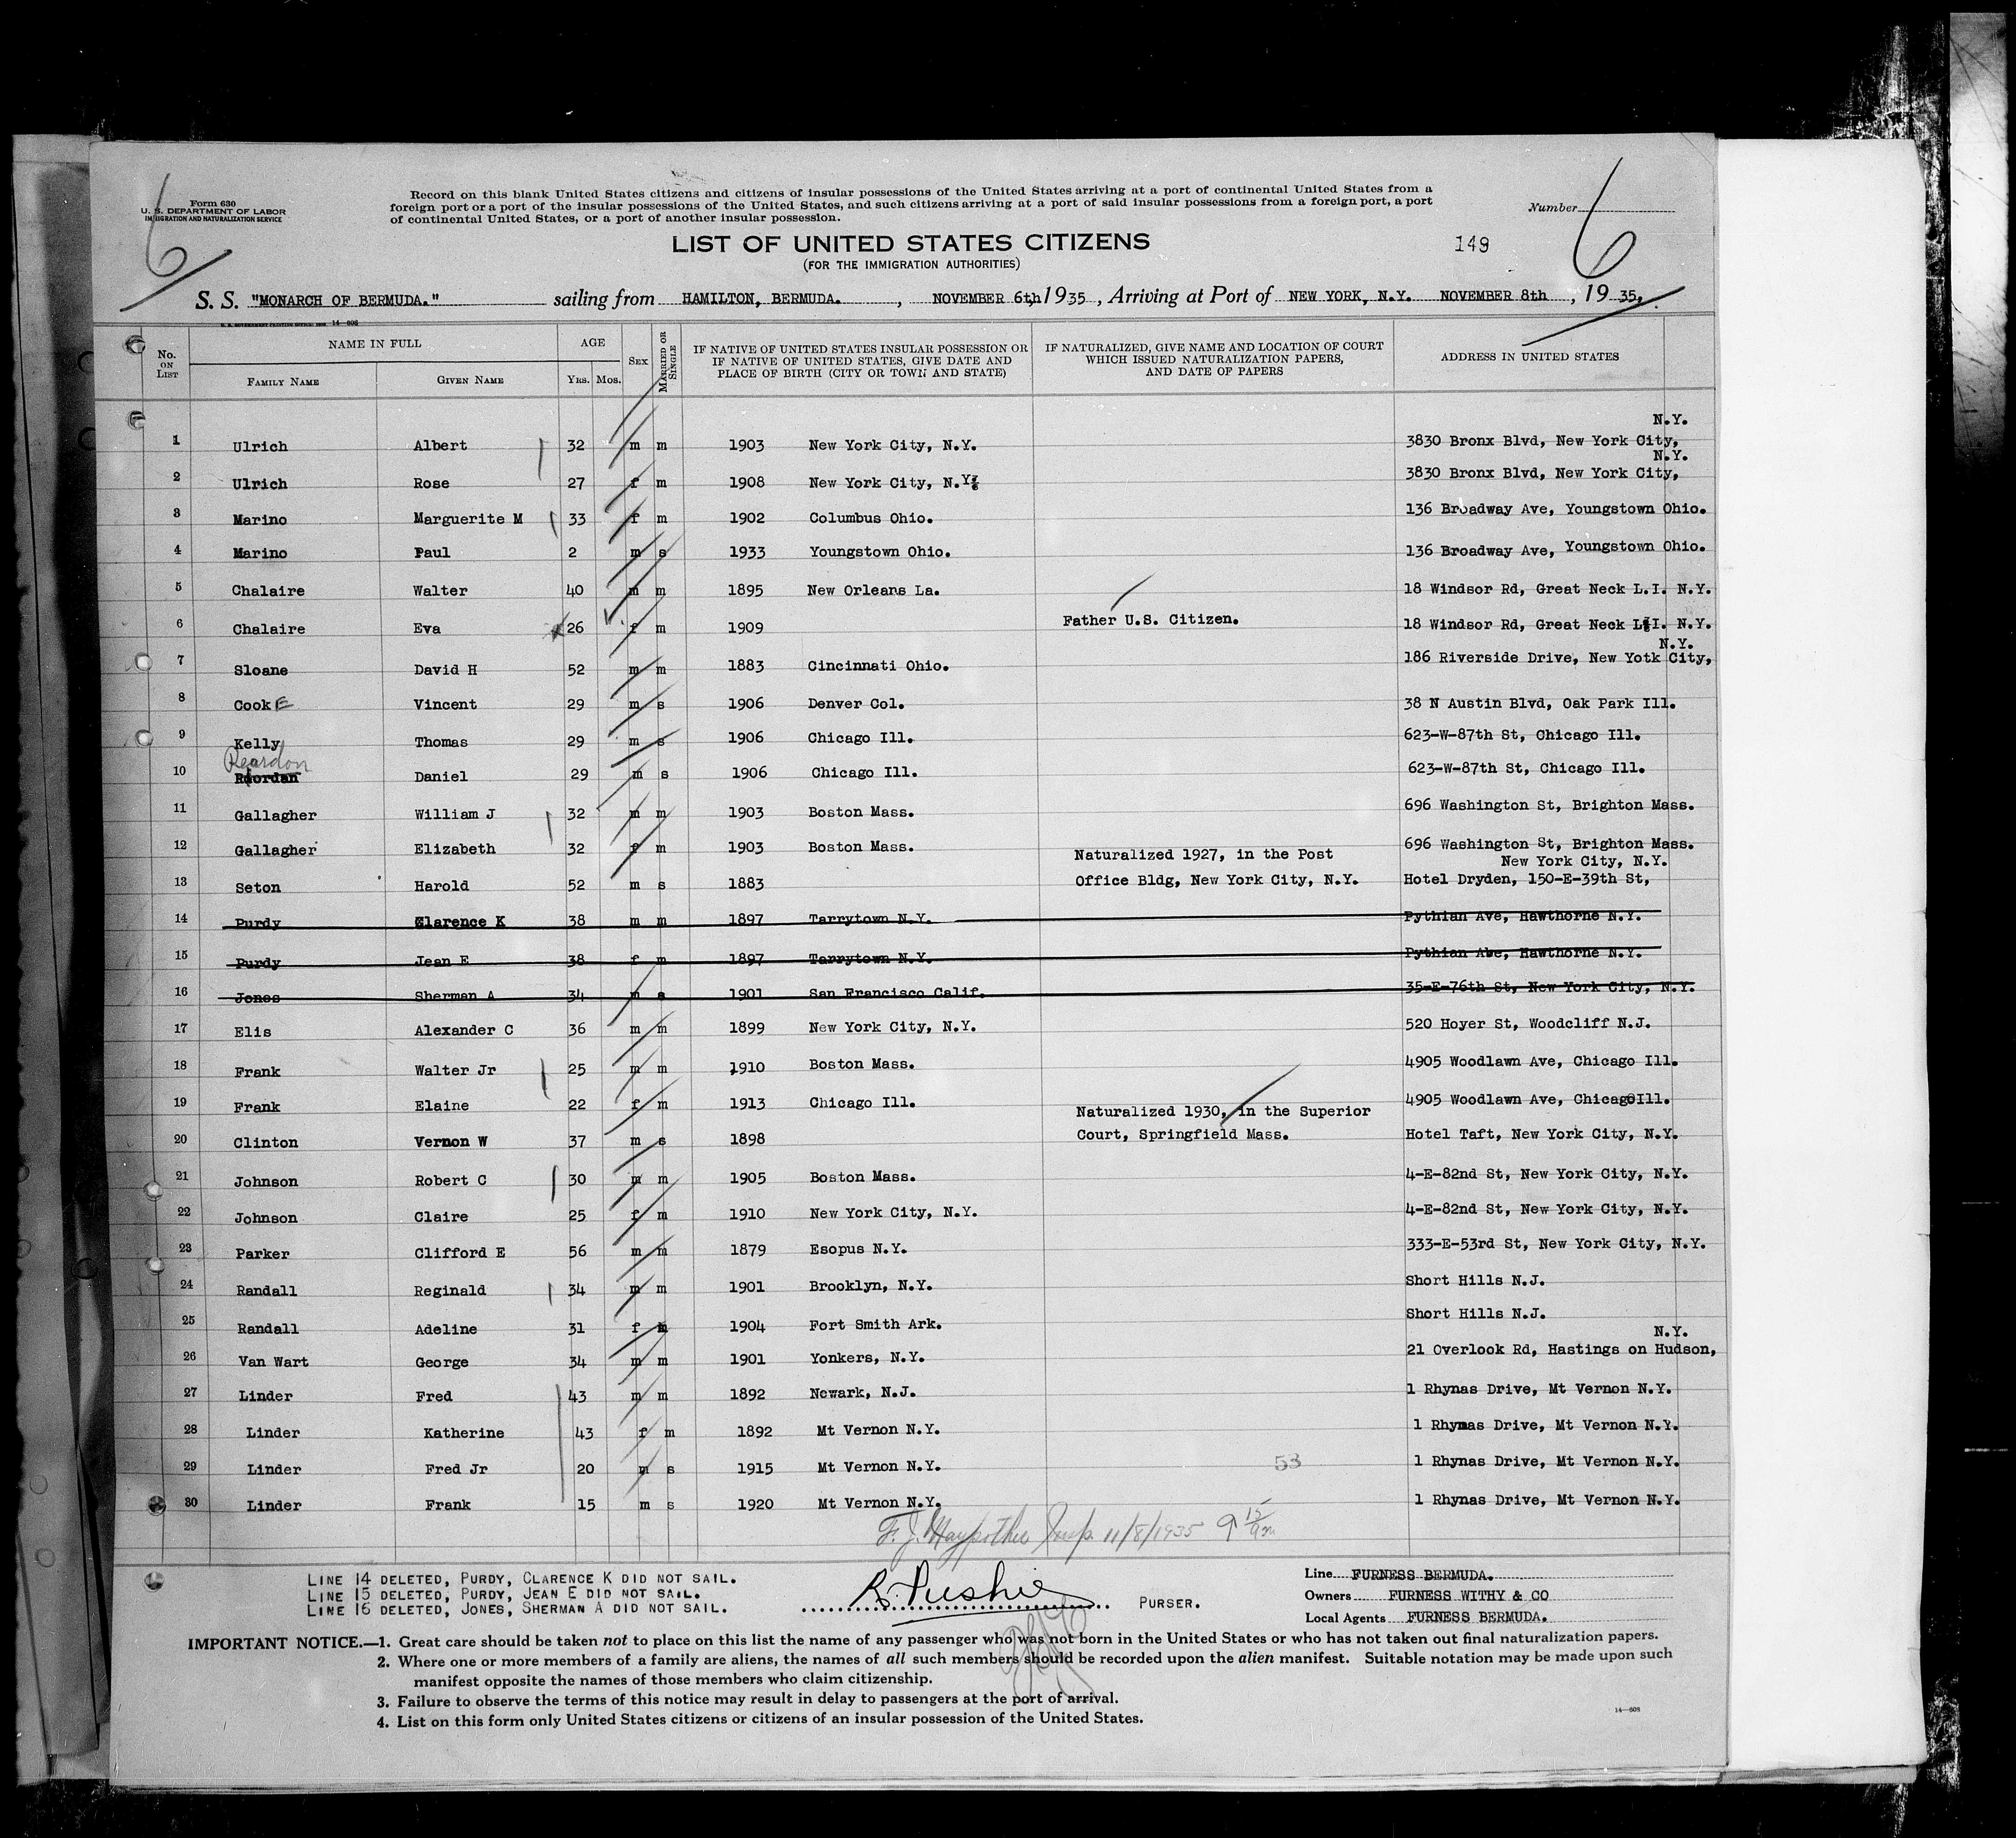 Form 630
U. S. DEPARTMENT OF LABOR
IMMIGRATION AND NATURALIZATION SERVICE
Record on this blank United States citizens and citizens of insular possessions of the United States arriving at a port of continental United States from a
foreign port or a port of the insular possessions of the United States, and such citizens arriving at a port of said insular possessions from a foreign port, a port
of continental United States, or a port of another insular possession.
Number
6
6
LIST OF UNITED STATES CITIZENS
149
(FOR THE IMMIGRATION AUTHORITIES)
S. S. "MONARCH OF BERMUDA." sailing from HAMILTON, BERMUDA. , NOVEMBER 6th, 1935, Arriving at Port of NEW YORK, N.Y. NOVEMBER 8th, 1935.
U. S. GOVERNMENT PRINTING OFFICE 14-608
No. ON LIST NAME IN FULL FAMILY NAME GIVEN NAME AGE YRS. MOS. SEX MARRIED OR SINGLE
IF NATIVE OF UNITED STATES INSULAR POSSESSION OR
IF NATIVE OF UNITED STATES, GIVE DATE AND
PLACE OF BIRTH (CITY OR TOWN AND STATE)
IF NATURALIZED, GIVE NAME AND LOCATION OF COURT
WHICH ISSUED NATURALIZATION PAPERS,
AND DATE OF PAPERS
ADDRESS IN UNITED STATES
N.Y.
1 Ulrich Albert 32 m m 1903 New York City, N.Y. 3830 Bronx Blvd, New York City,
N.Y.
2 Ulrich Rose 27 f m 1908 New York City, N.Y. 3830 Bronx Blvd, New York City,
3 Marino Marguerite M 33 f m 1902 Columbus Ohio. 136 Broadway Ave, Youngstown Ohio.
4 Marino Paul 2 m s 1933 Youngstown Ohio. 136 Broadway Ave, Youngstown Ohio.
5 Chalaire Walter 40 m m 1895 New Orleans La. 18 Windsor Rd, Great Neck L.I. N.Y.
6 Chalaire Eva 26 f m 1909 Father U.S. Citizen. 18 Windsor Rd, Great Neck L.I. N.Y.
N.Y.
7 Sloane David H 52 m m 1883 Cincinnati Ohio. 186 Riverside Drive, New Yotk City,
8 Cook E Vincent 29 m s 1906 Denver Col. 38 N Austin Blvd, Oak Park Ill.
9 Kelly Thomas 29 m s 1906 Chicago Ill. 623-W-87th St, Chicago Ill.
Reardon
10 Reordan Daniel 29 m s 1906 Chicago Ill. 623-W-87th St, Chicago Ill.
11 Gallagher William J 32 m m 1903 Boston Mass. 696 Washington St, Brighton Mass.
12 Gallagher Elizabeth 32 f m 1903 Boston Mass. 696 Washington St, Brighton Mass.
Naturalized 1927, in the Post New York City, N.Y.
13 Seton Harold 52 m s 1883 Office Bldg, New York City, N.Y. Hotel Dryden, 150-E-39th St,
14 Purdy Clarence K 38 m m 1897 Tarrytown N.Y. Pythian Ave, Hawthorne N.Y.
15 Purdy Jean E 38 f m 1897 Tarrytown N.Y. Pythian Abe, Hawthorne N.Y.
16 Jones Sherman A 34 m s 1901 San Francisco Calif. 35-E-76th St, New York City, N.Y.
17 Elis Alexander C 36 m m 1899 New York City, N.Y. 520 Hoyer St, Woodcliff N.J.
18 Frank Walter Jr 25 m m 1910 Boston Mass. 4905 Woodlawn Ave, Chicago Ill.
19 Frank Elaine 22 f m 1913 Chicago Ill. 4905 Woodlawn Ave, Chicago Ill.
Naturalized 1930, in the Superior
20 Clinton Vernon W 37 m s 1898 Court, Springfield Mass. Hotel Taft, New York City, N.Y.
21 Johnson Robert C 30 m m 1905 Boston Mass. 4-E-82nd St, New York City, N.Y.
22 Johnson Claire 25 f m 1910 New York City, N.Y. 4-E-82nd St, New York City, N.Y.
23 Parker Clifford E 56 m m 1879 Esopus N.Y. 333-E-53rd St, New York City, N.Y.
24 Randall Reginald 34 m m 1901 Brooklyn, N.Y. Short Hills N.J.
25 Randall Adeline 31 f m 1904 Fort Smith Ark. Short Hills N.J.
N.Y.
26 Van Wart George 34 m m 1901 Yonkers, N.Y. 21 Overlook Rd, Hastings on Hudson,
27 Linder Fred 43 m m 1892 Newark, N.J. 1 Rhynas Drive, Mt Vernon N.Y.
28 Linder Katherine 43 f m 1892 Mt Vernon N.Y. 1 Rhynas Drive, Mt Vernon N.Y.
29 Linder Fred Jr 20 m s 1915 Mt Vernon N.Y. 53 1 Rhynas Drive, Mt Vernon N.Y.
30 Linder Frank 15 m s 1920 Mt Vernon N.Y. 1 Rhynas Drive, Mt Vernon N.Y.
F. J. Insp. 11/8/1935 9 15 am
LINE 14 DELETED, PURDY, CLARENCE K DID NOT SAIL.
LINE 15 DELETED, PURDY, JEAN E DID NOT SAIL.
LINE 16 DELETED, JONES, SHERMAN A DID NOT SAIL.
PURSER.
Line FURNESS BERMUDA.
Owners FURNESS WITHY & CO
Local Agents FURNESS BERMUDA.
IMPORTANT NOTICE.—1. Great care should be taken not to place on this list the name of any passenger who was not born in the United States or who has not taken out final naturalization papers.
2. Where one or more members of a family are aliens, the names of all such members should be recorded upon the alien manifest. Suitable notation may be made upon such
manifest opposite the names of those members who claim citizenship.
3. Failure to observe the terms of this notice may result in delay to passengers at the port of arrival.
4. List on this form only United States citizens or citizens of an insular possession of the United States.
14—608